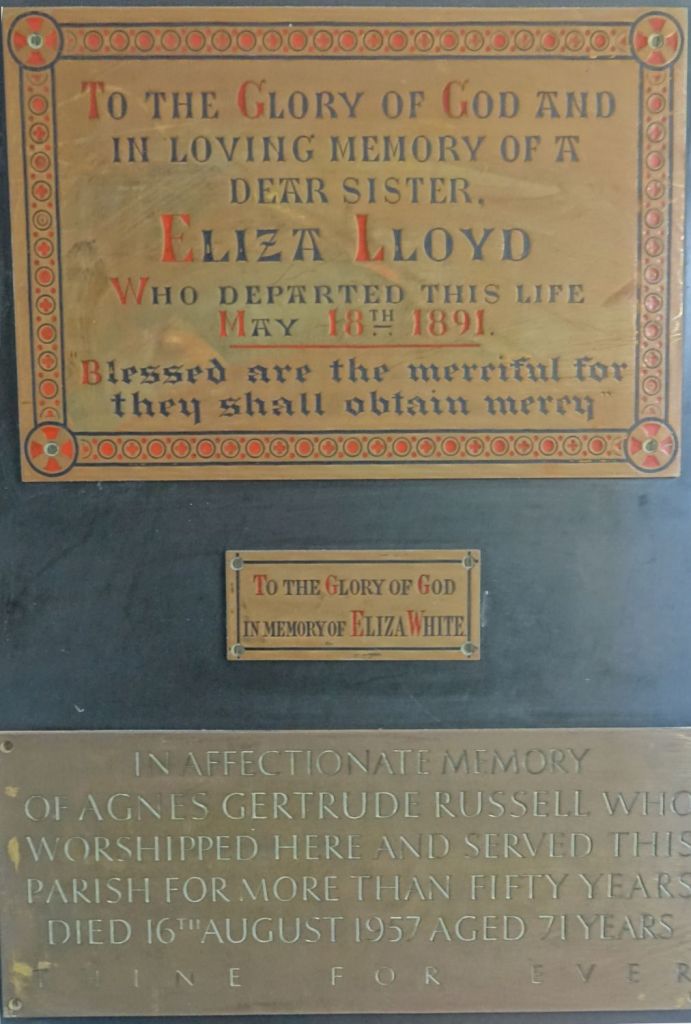 To the Glory of God and
in loving memory of a
dear sister,
Eliza Lloyd
Who departed this life
May 18th 1891.
"Blessed are the merciful for
they shall obtain mercy"
To the Glory of God
in memory of Eliza White.
IN AFFECTIONATE MEMORY
OF AGNES GERTRUDE RUSSELL WHO
WORSHIPPED HERE AND SERVED THIS
PARISH FOR MORE THAN FIFTY YEARS
DIED 16TH AUGUST 1957 AGED 71 YEARS
THINE FOR EVER